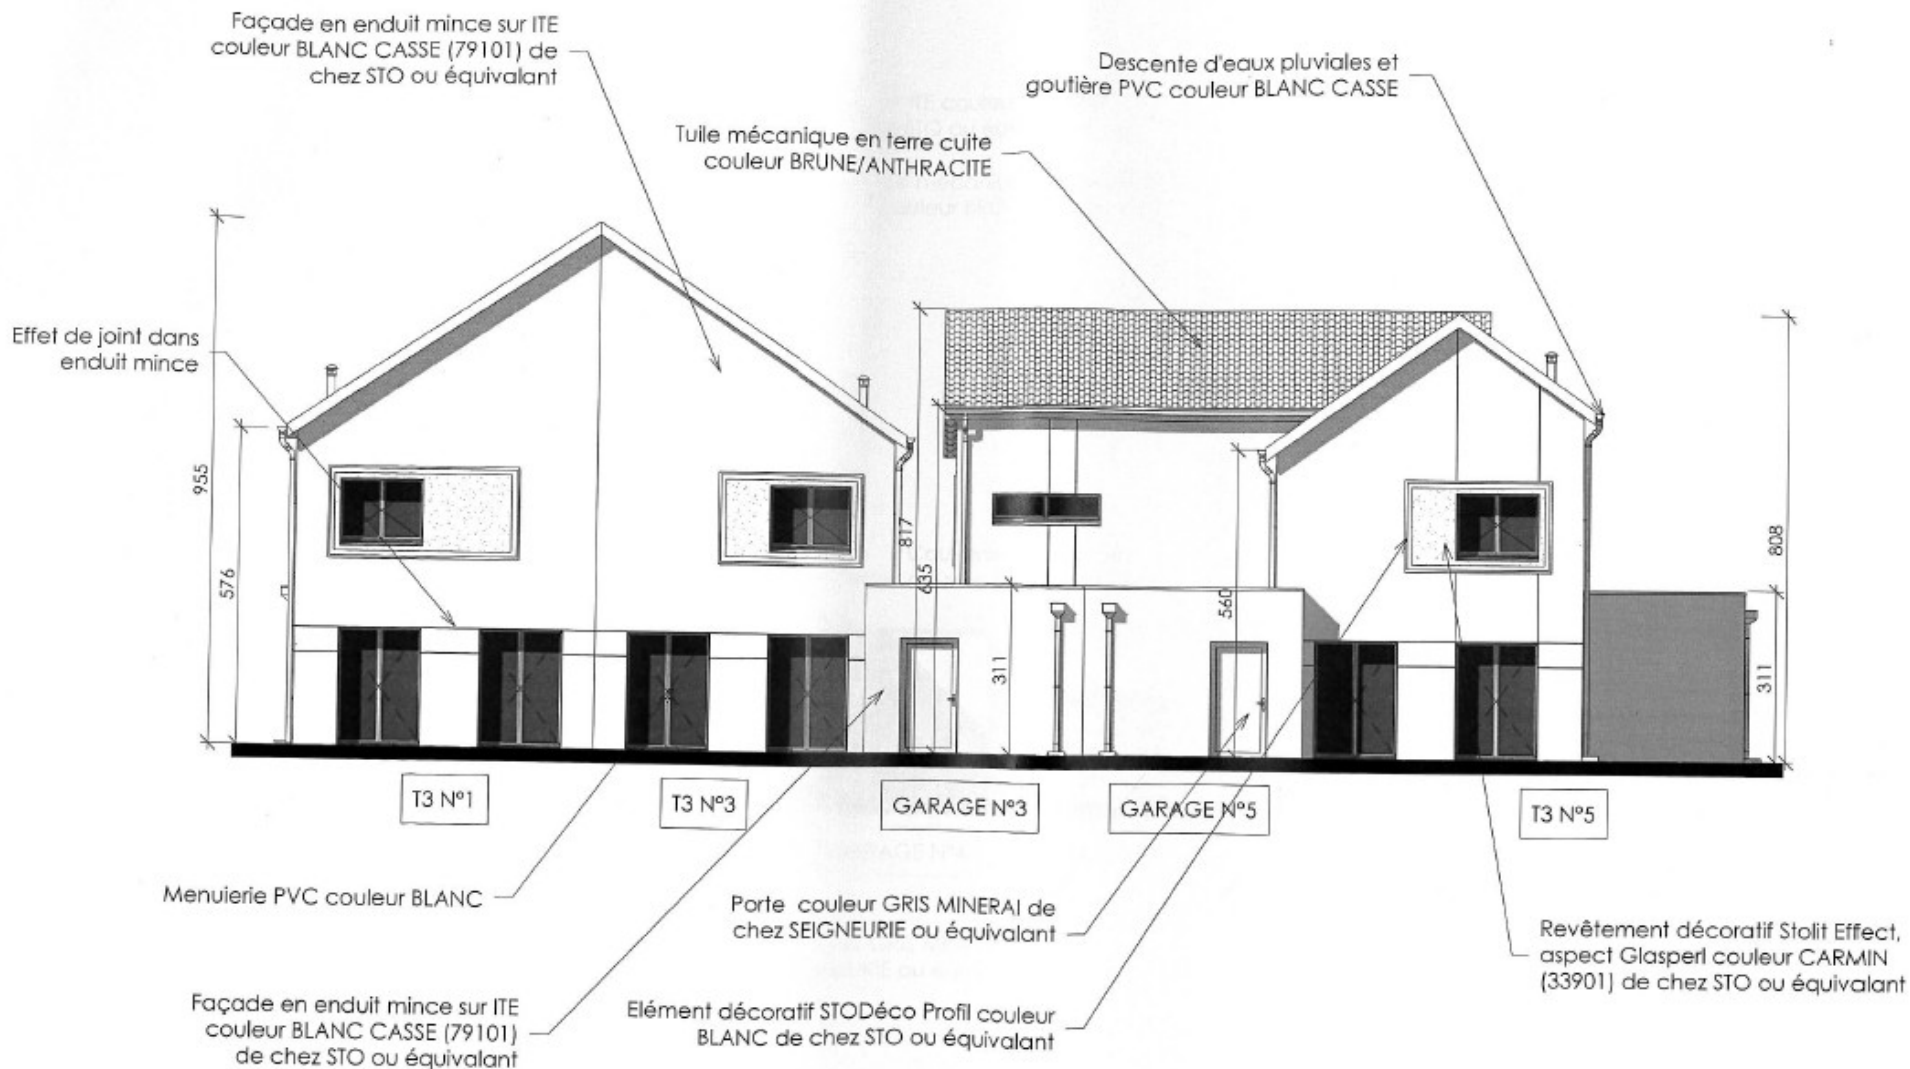 Façade en enduit mince sur ITE
couleur BLANC CASSE (79101) de
chez STO ou équivalant
Descente d'eaux pluviales et
goutière PVC couleur BLANC CASSE
Tuile mécanique en terre cuite
couleur BRUNE/ANTHRACITE
Effet de joint dans
enduit mince
955
576
817
635
311
560
808
311
T3 N°1
T3 N°3
GARAGE N°3
GARAGE N°5
T3 N°5
Menuierie PVC couleur BLANC
Porte couleur GRIS MINERAI de
chez SEIGNEURIE ou équivalant
Revêtement décoratif Stolit Effect,
aspect Glasperl couleur CARMIN
(33901) de chez STO ou équivalant
Façade en enduit mince sur ITE
couleur BLANC CASSE (79101)
de chez STO ou équivalant
Elément décoratif STODéco Profil couleur
BLANC de chez STO ou équivalant